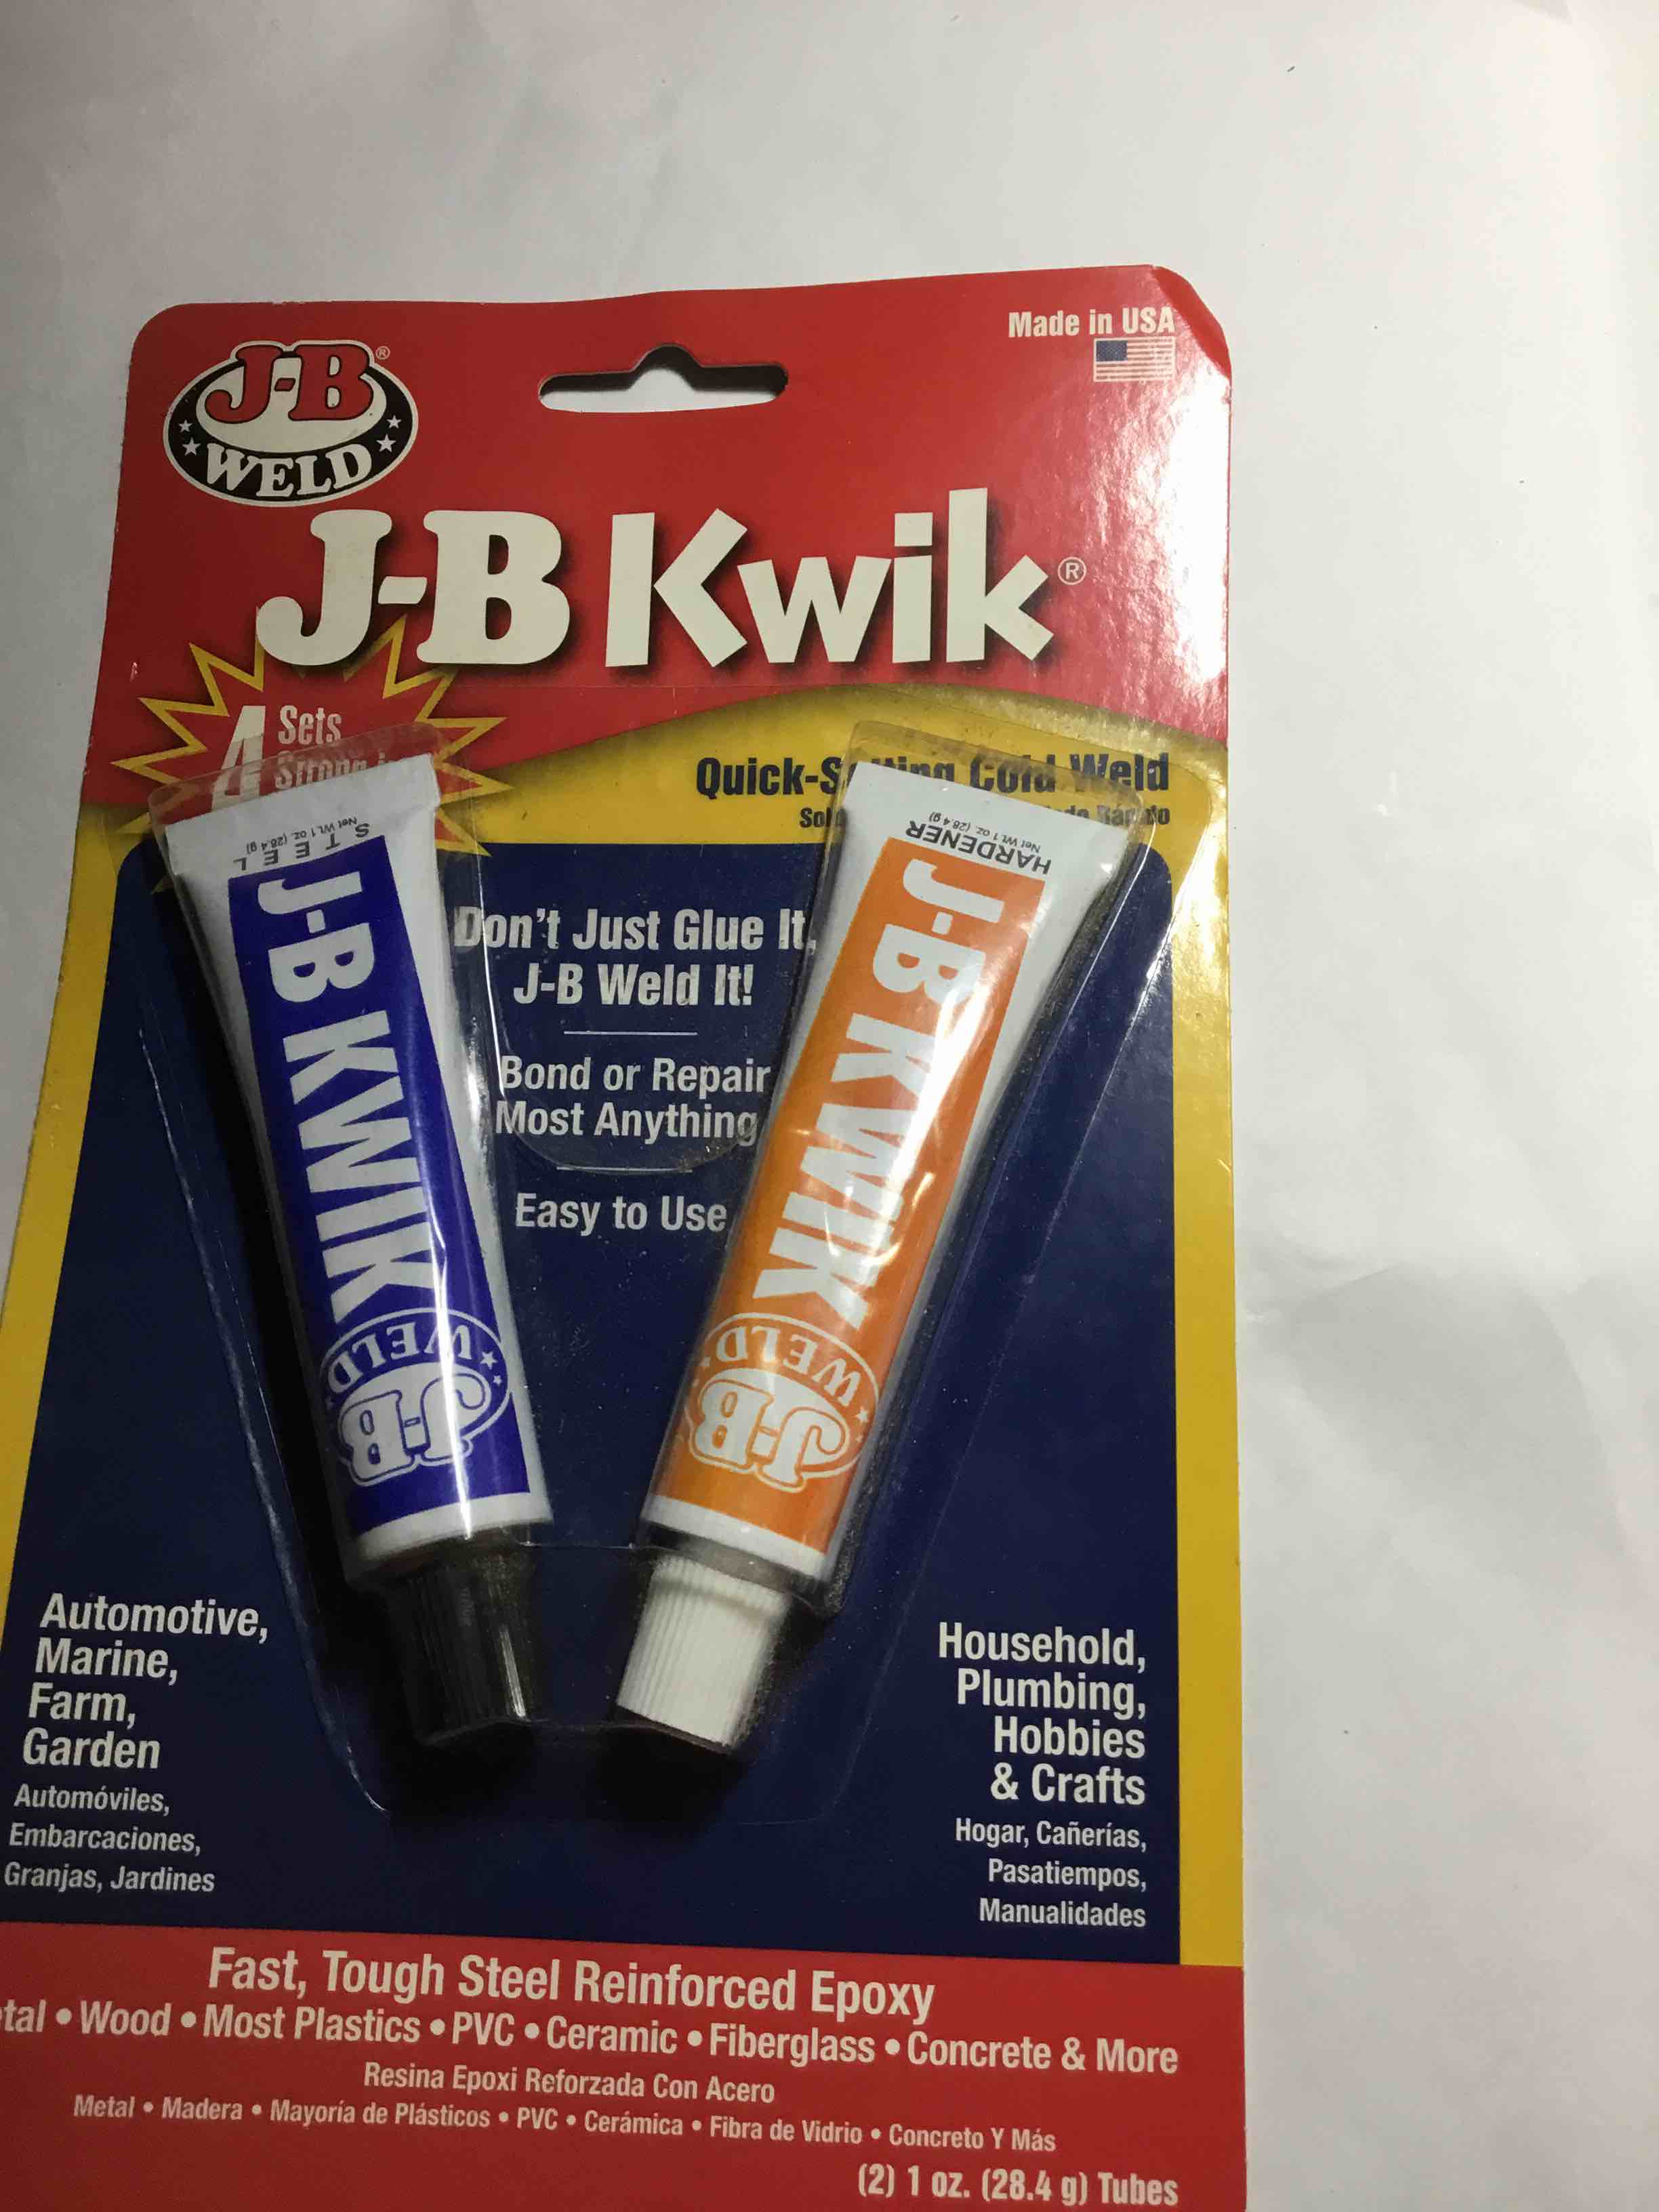 Made in USA
J-B®
WELD
J-B Kwik®
4 Sets
Quick-Setting Cold Weld
STEEL
Net Wt. 1 oz. (28.4 g)
J-B KWIK
J-B
WELD
HARDENER
Net Wt. 1 oz. (28.4 g)
J-B KWIK
J-B
WELD
Don't Just Glue It,
J-B Weld It!
Bond or Repair
Most Anything
Easy to Use
Automotive,
Marine,
Farm,
Garden
Automóviles,
Embarcaciones,
Granjas, Jardines
Household,
Plumbing,
Hobbies
& Crafts
Hogar, Cañerías,
Pasatiempos,
Manualidades
Fast, Tough Steel Reinforced Epoxy
tal • Wood • Most Plastics • PVC • Ceramic • Fiberglass • Concrete & More
Resina Epoxi Reforzada Con Acero
Metal • Madera • Mayoría de Plásticos • PVC • Cerámica • Fibra de Vidrio • Concreto Y Más
(2) 1 oz. (28.4 g) Tubes